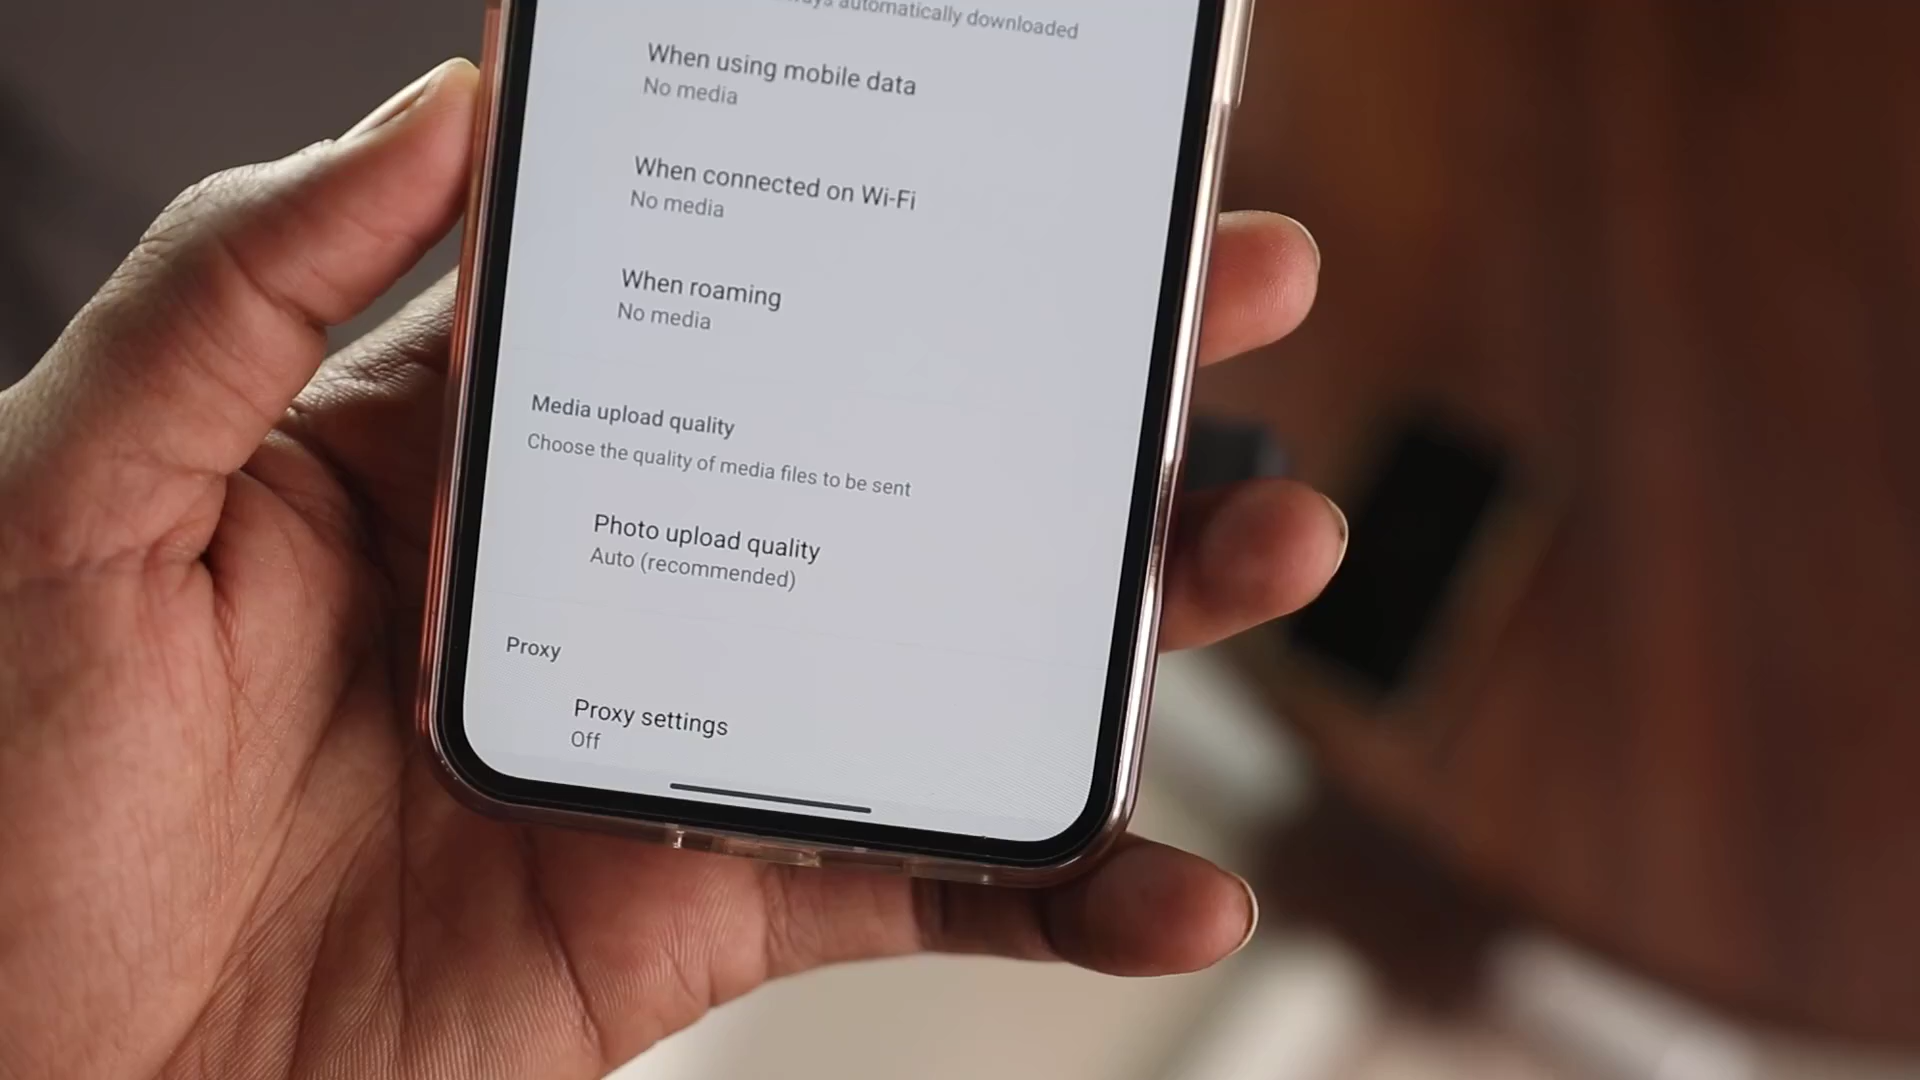 automatically downloaded
When using mobile data
No media
When connected on Wi-Fi
No media
When roaming
No media
Media upload quality
Choose the quality of media files to be sent
Photo upload quality
Auto (recommended)
Proxy
Proxy settings
Off